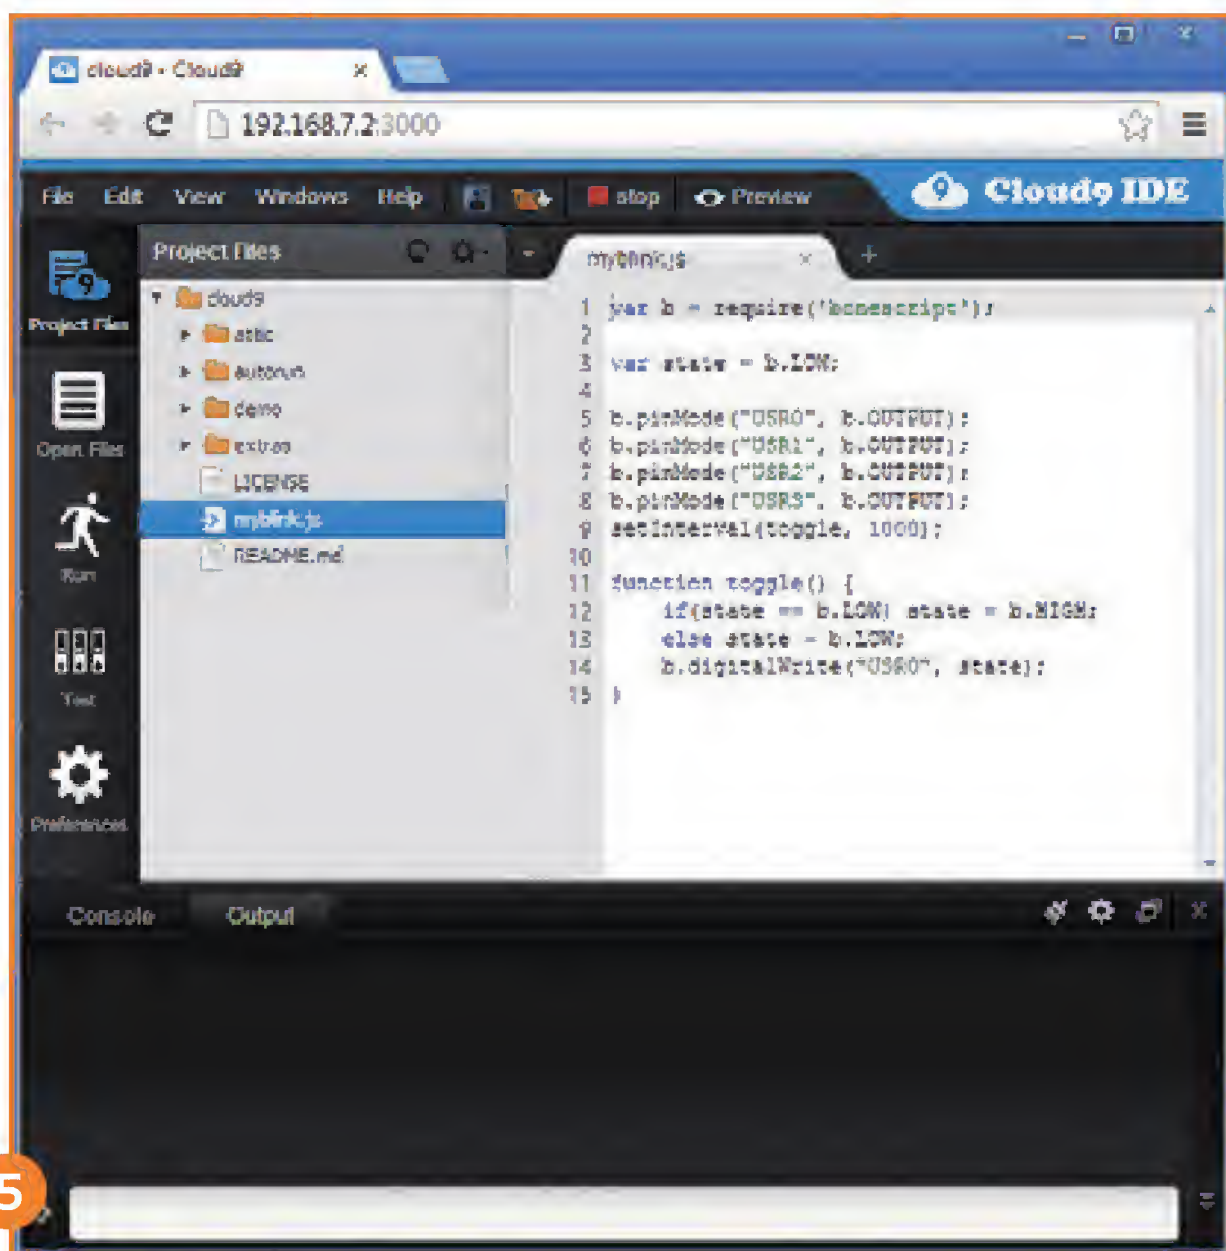 cloud9 - Cloud9
192.168.7.2:3000
File Edit View Windows Help stop Preview
Cloud9 IDE
Project Files
Project Files
Open Files
Run
Test
Preferences
cloud9
autorun
demo
extras
LICENSE
myblink.js
README.md
myblink.js
1 var b = require('bonescript');
2
3 var state = b.LOW;
4
5 b.pinMode("USR0", b.OUTPUT);
6 b.pinMode("USR1", b.OUTPUT);
7 b.pinMode("USR2", b.OUTPUT);
8 b.pinMode("USR3", b.OUTPUT);
9 setInterval(toggle, 1000);
10
11 function toggle() {
12 if(state == b.LOW) state = b.HIGH;
13 else state = b.LOW;
14 b.digitalWrite("USR0", state);
15 }
Console Output
5